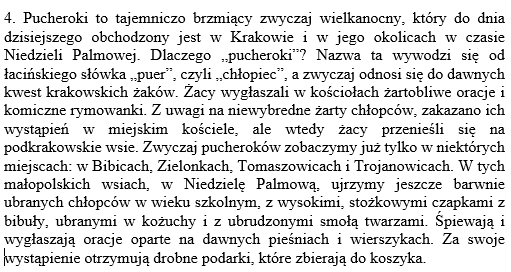 4. Pucheroki to tajemniczo brzmiący zwyczaj wielkanocny, który do dnia
dzisiejszego obchodzony jest w Krakowie i w jego okolicach w czasie
Niedzieli Palmowej. Dlaczego „pucheroki”? Nazwa ta wywodzi się od
łacińskiego słówka „puer”, czyli „chłopiec”, a zwyczaj odnosi się do dawnych
kwest krakowskich żaków. Żacy wygłaszali w kościołach żartobliwe oracje i
komiczne rymowanki. Z uwagi na niewybredne żarty chłopców, zakazano ich
wystąpień w miejskim kościele, ale wtedy żacy przenieśli się na
podkrakowskie wsie. Zwyczaj pucheroków zobaczymy już tylko w niektórych
miejscach: w Bibicach, Zielonkach, Tomaszowicach i Trojanowicach. W tych
małopolskich wsiach, w Niedzielę Palmową, ujrzymy jeszcze barwnie
ubranych chłopców w wieku szkolnym, z wysokimi, stożkowymi czapkami z
bibuły, ubranymi w kożuchy i z ubrudzonymi smołą twarzami. Śpiewają i
wygłaszają oracje oparte na dawnych pieśniach i wierszykach. Za swoje
wystąpienie otrzymują drobne podarki, które zbierają do koszyka.